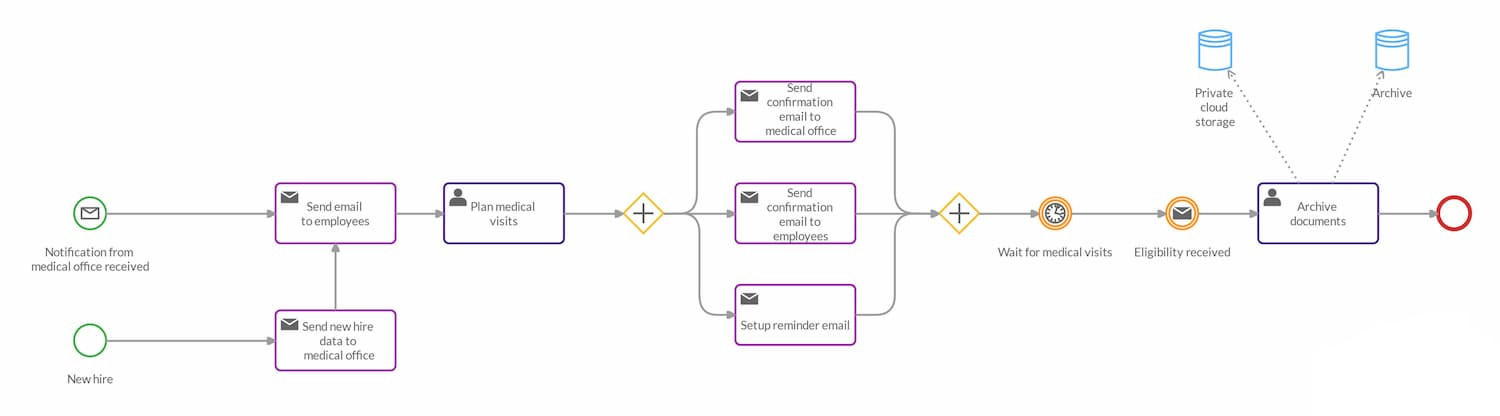 Notification from
medical office received
New hire
Send email
to employees
Send new hire
data to
medical office
Plan medical
visits
Send
confirmation
email to
medical office
Send
confirmation
email to
employees
Setup reminder email
Wait for medical visits
Eligibility received
Private
cloud
storage
Archive
Archive
documents